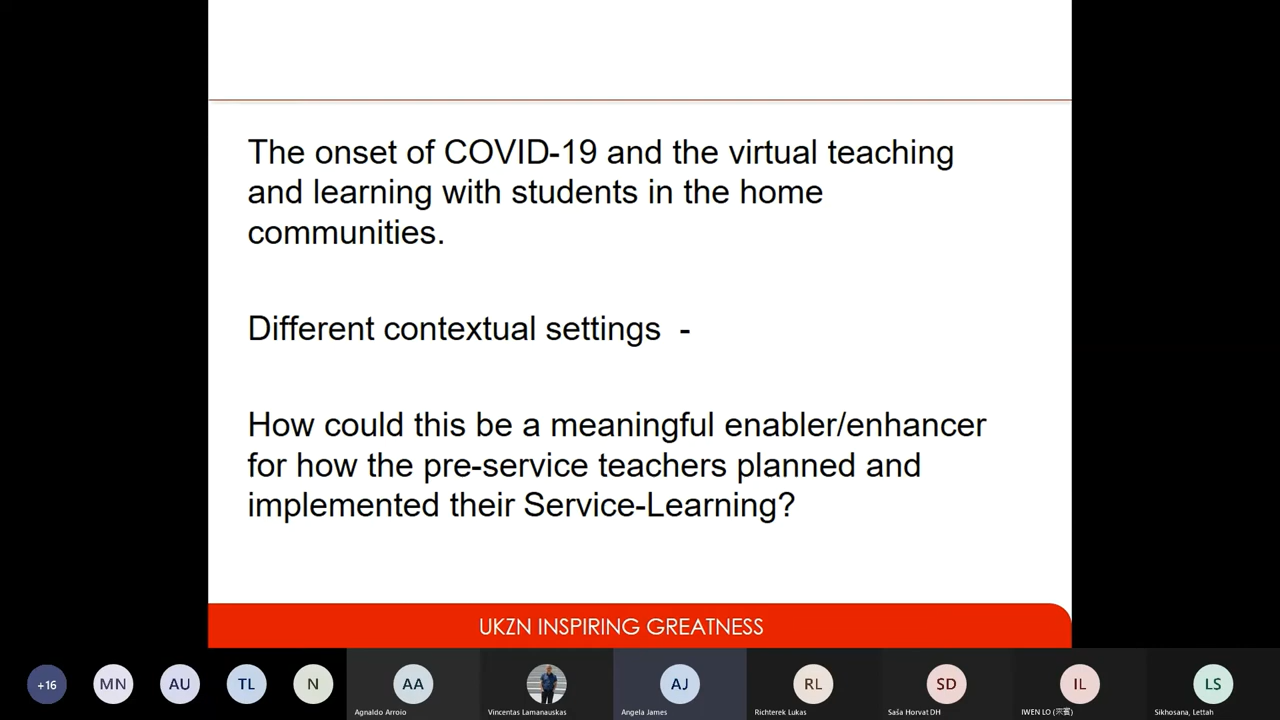 The onset of COVID-19 and the virtual teaching
and learning with students in the home
communities.
Different contextual settings -
How could this be a meaningful enabler/enhancer
for how the pre-service teachers planned and
implemented their Service-Learning?
UKZN INSPIRING GREATNESS
+16 MN AU TL N AA AJ RL SD IL LS
Agnaldo Arroio Vincentas Lamanauskas Angela James Richterek Lukas Saša Horvat DH IWEN LO (宗賓) Sikhosana, Lettah